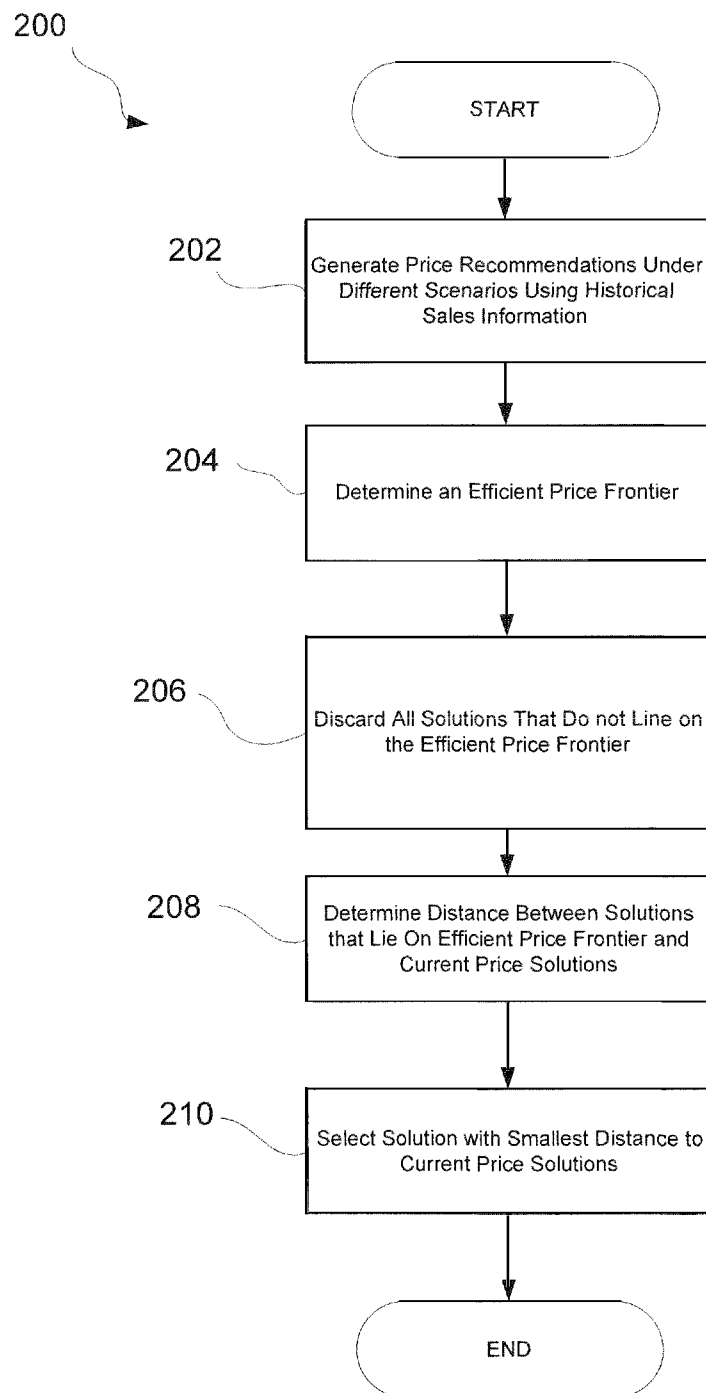 200
START
202
Generate Price Recommendations Under
Different Scenarios Using Historical
Sales Information
204
Determine an Efficient Price Frontier
206
Discard All Solutions That Do not Line on
the Efficient Price Frontier
208
Determine Distance Between Solutions
that Lie On Efficient Price Frontier and
Current Price Solutions
210
Select Solution with Smallest Distance to
Current Price Solutions
END